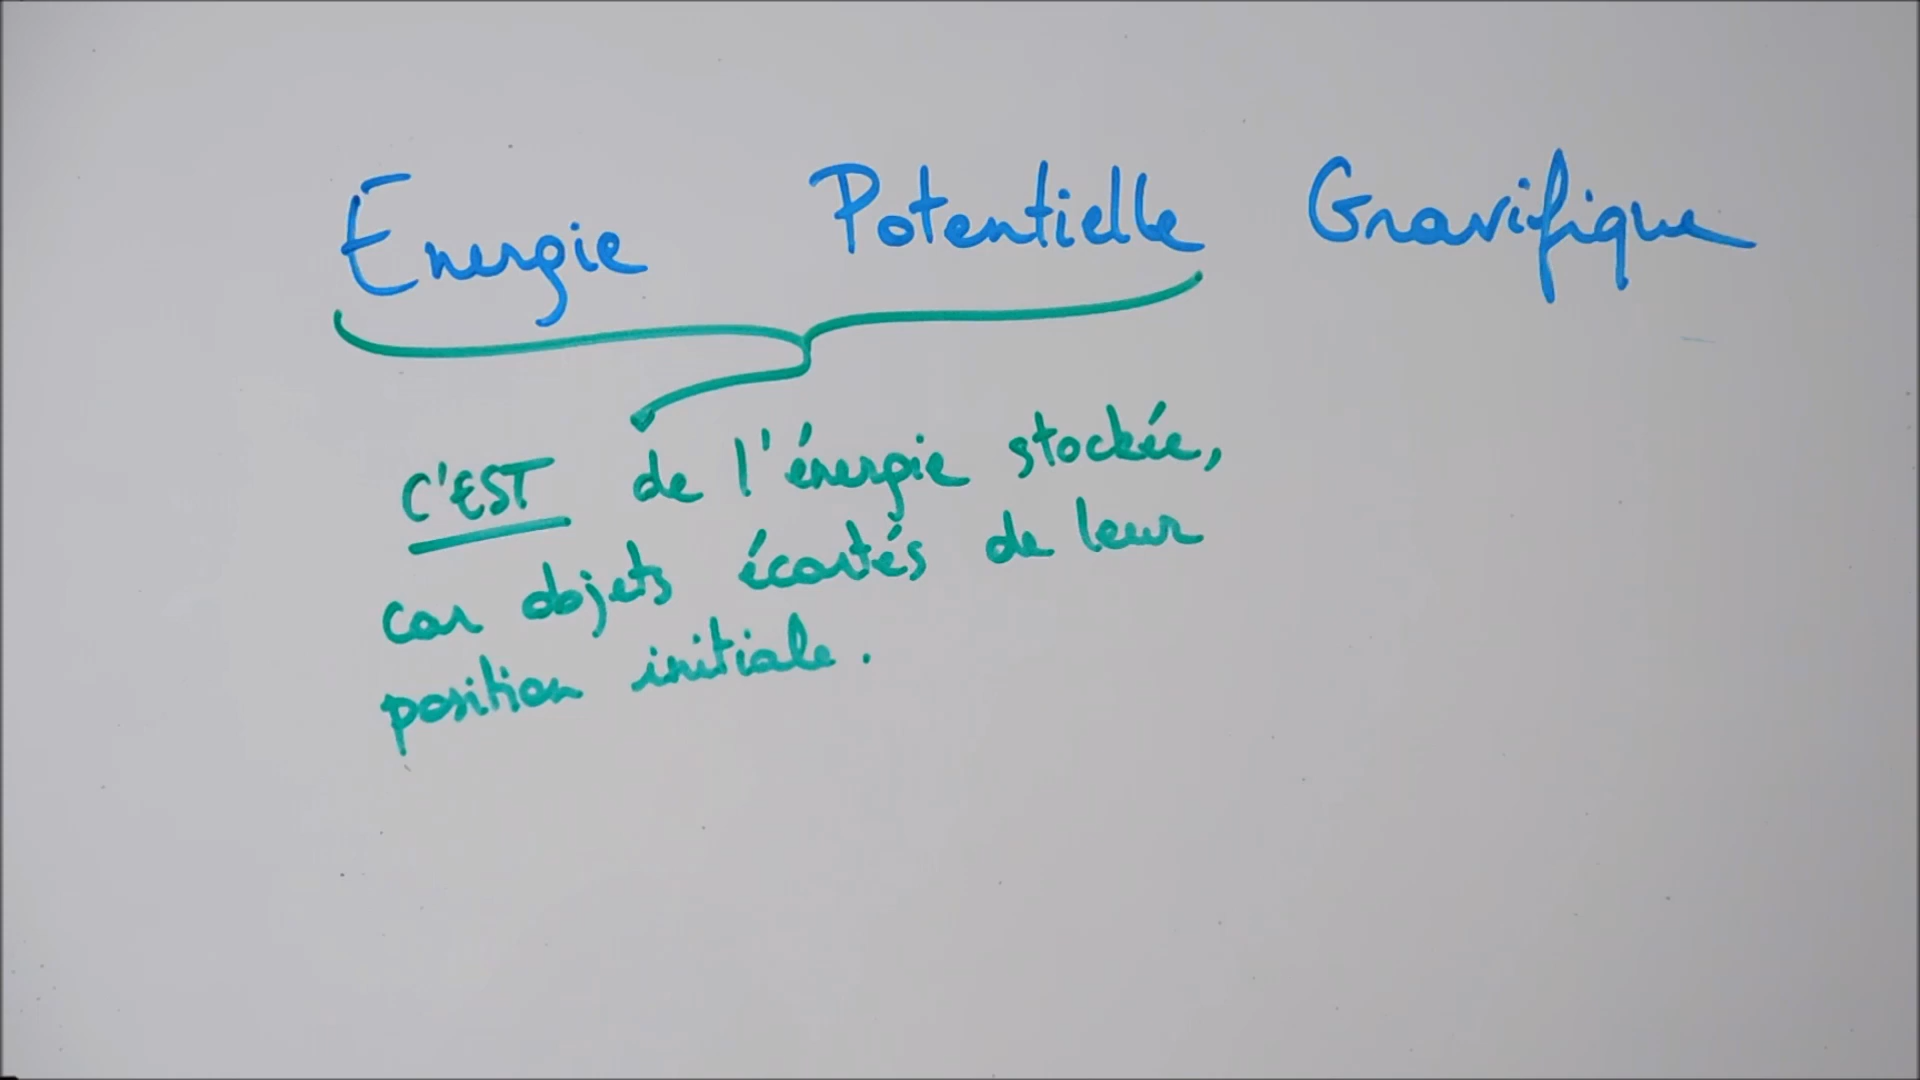 Energie Potentielle Gravifique
C'EST de l'énergie stockée,
car objets écartés de leur
position initiale.